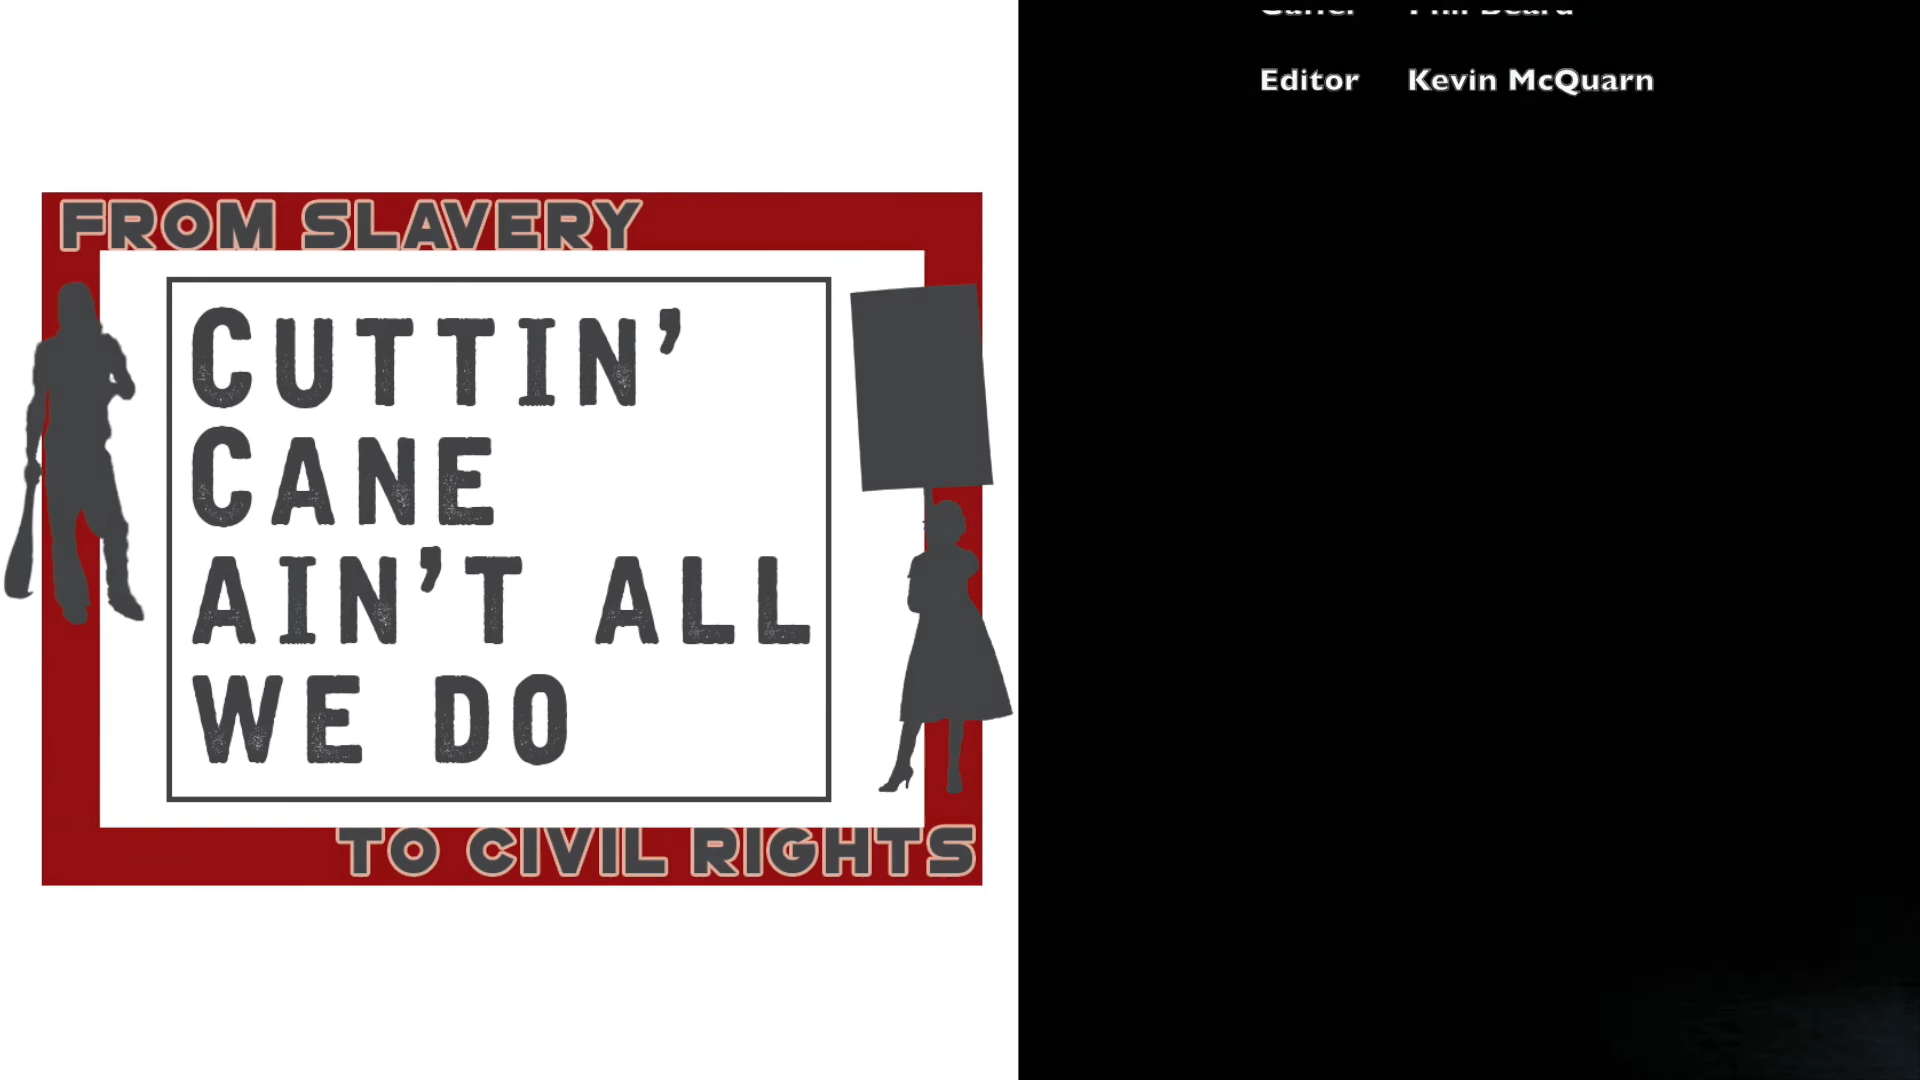 FROM SLAVERY
CUTTIN'
CANE
AIN'T ALL
WE DO
TO CIVIL RIGHTS
Editor Kevin McQuarn